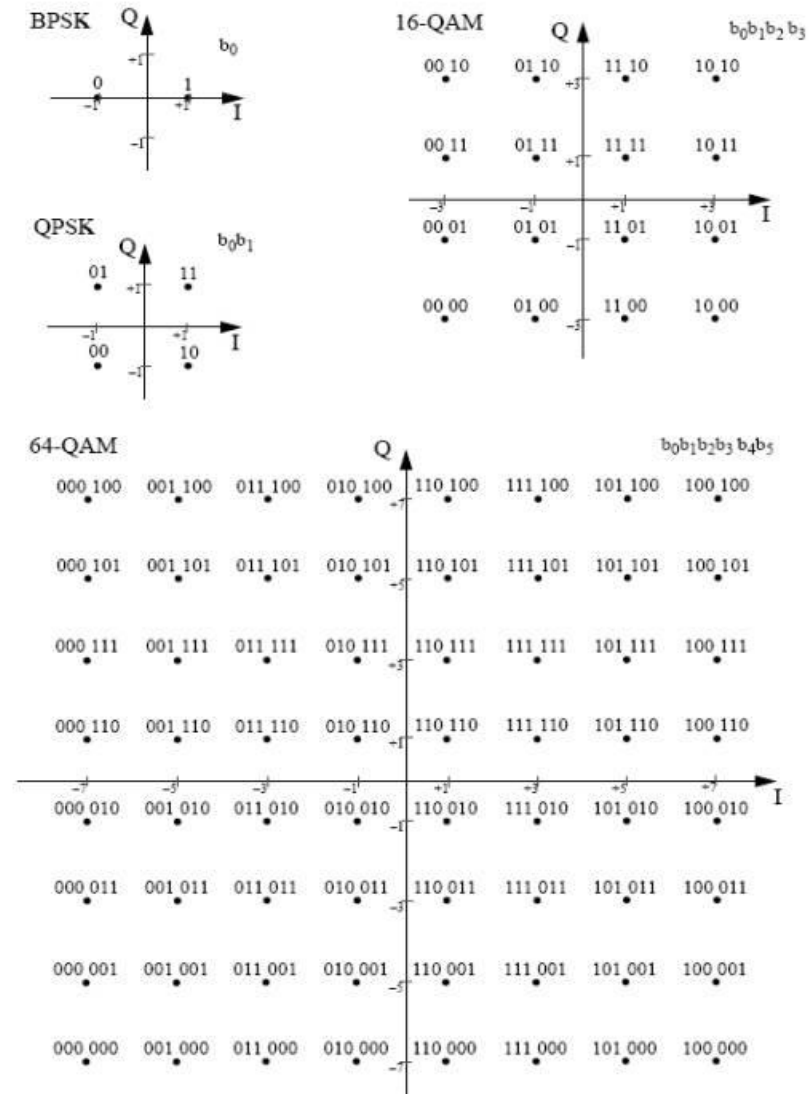 BPSK
Q
b0
+1
0 1
−1 +1 I
−1
QPSK
Q
b0b1
01 11
+1
−1 +1 I
00 10
−1
16-QAM
Q
b0b1b2 b3
00 10 01 10 11 10 10 10
+3
00 11 01 11 11 11 10 11
+1
−3 −1 +1 +3 I
00 01 01 01 11 01 10 01
−1
00 00 01 00 11 00 10 00
−3
64-QAM
Q
b0b1b2b3 b4b5
000 100 001 100 011 100 010 100 110 100 111 100 101 100 100 100
+7
000 101 001 101 011 101 010 101 110 101 111 101 101 101 100 101
+5
000 111 001 111 011 111 010 111 110 111 111 111 101 111 100 111
+3
000 110 001 110 011 110 010 110 110 110 111 110 101 110 100 110
+1
−7 −5 −3 −1 +1 +3 +5 +7 I
000 010 001 010 011 010 010 010 110 010 111 010 101 010 100 010
−1
000 011 001 011 011 011 010 011 110 011 111 011 101 011 100 011
−3
000 001 001 001 011 001 010 001 110 001 111 001 101 001 100 001
−5
000 000 001 000 011 000 010 000 110 000 111 000 101 000 100 000
−7